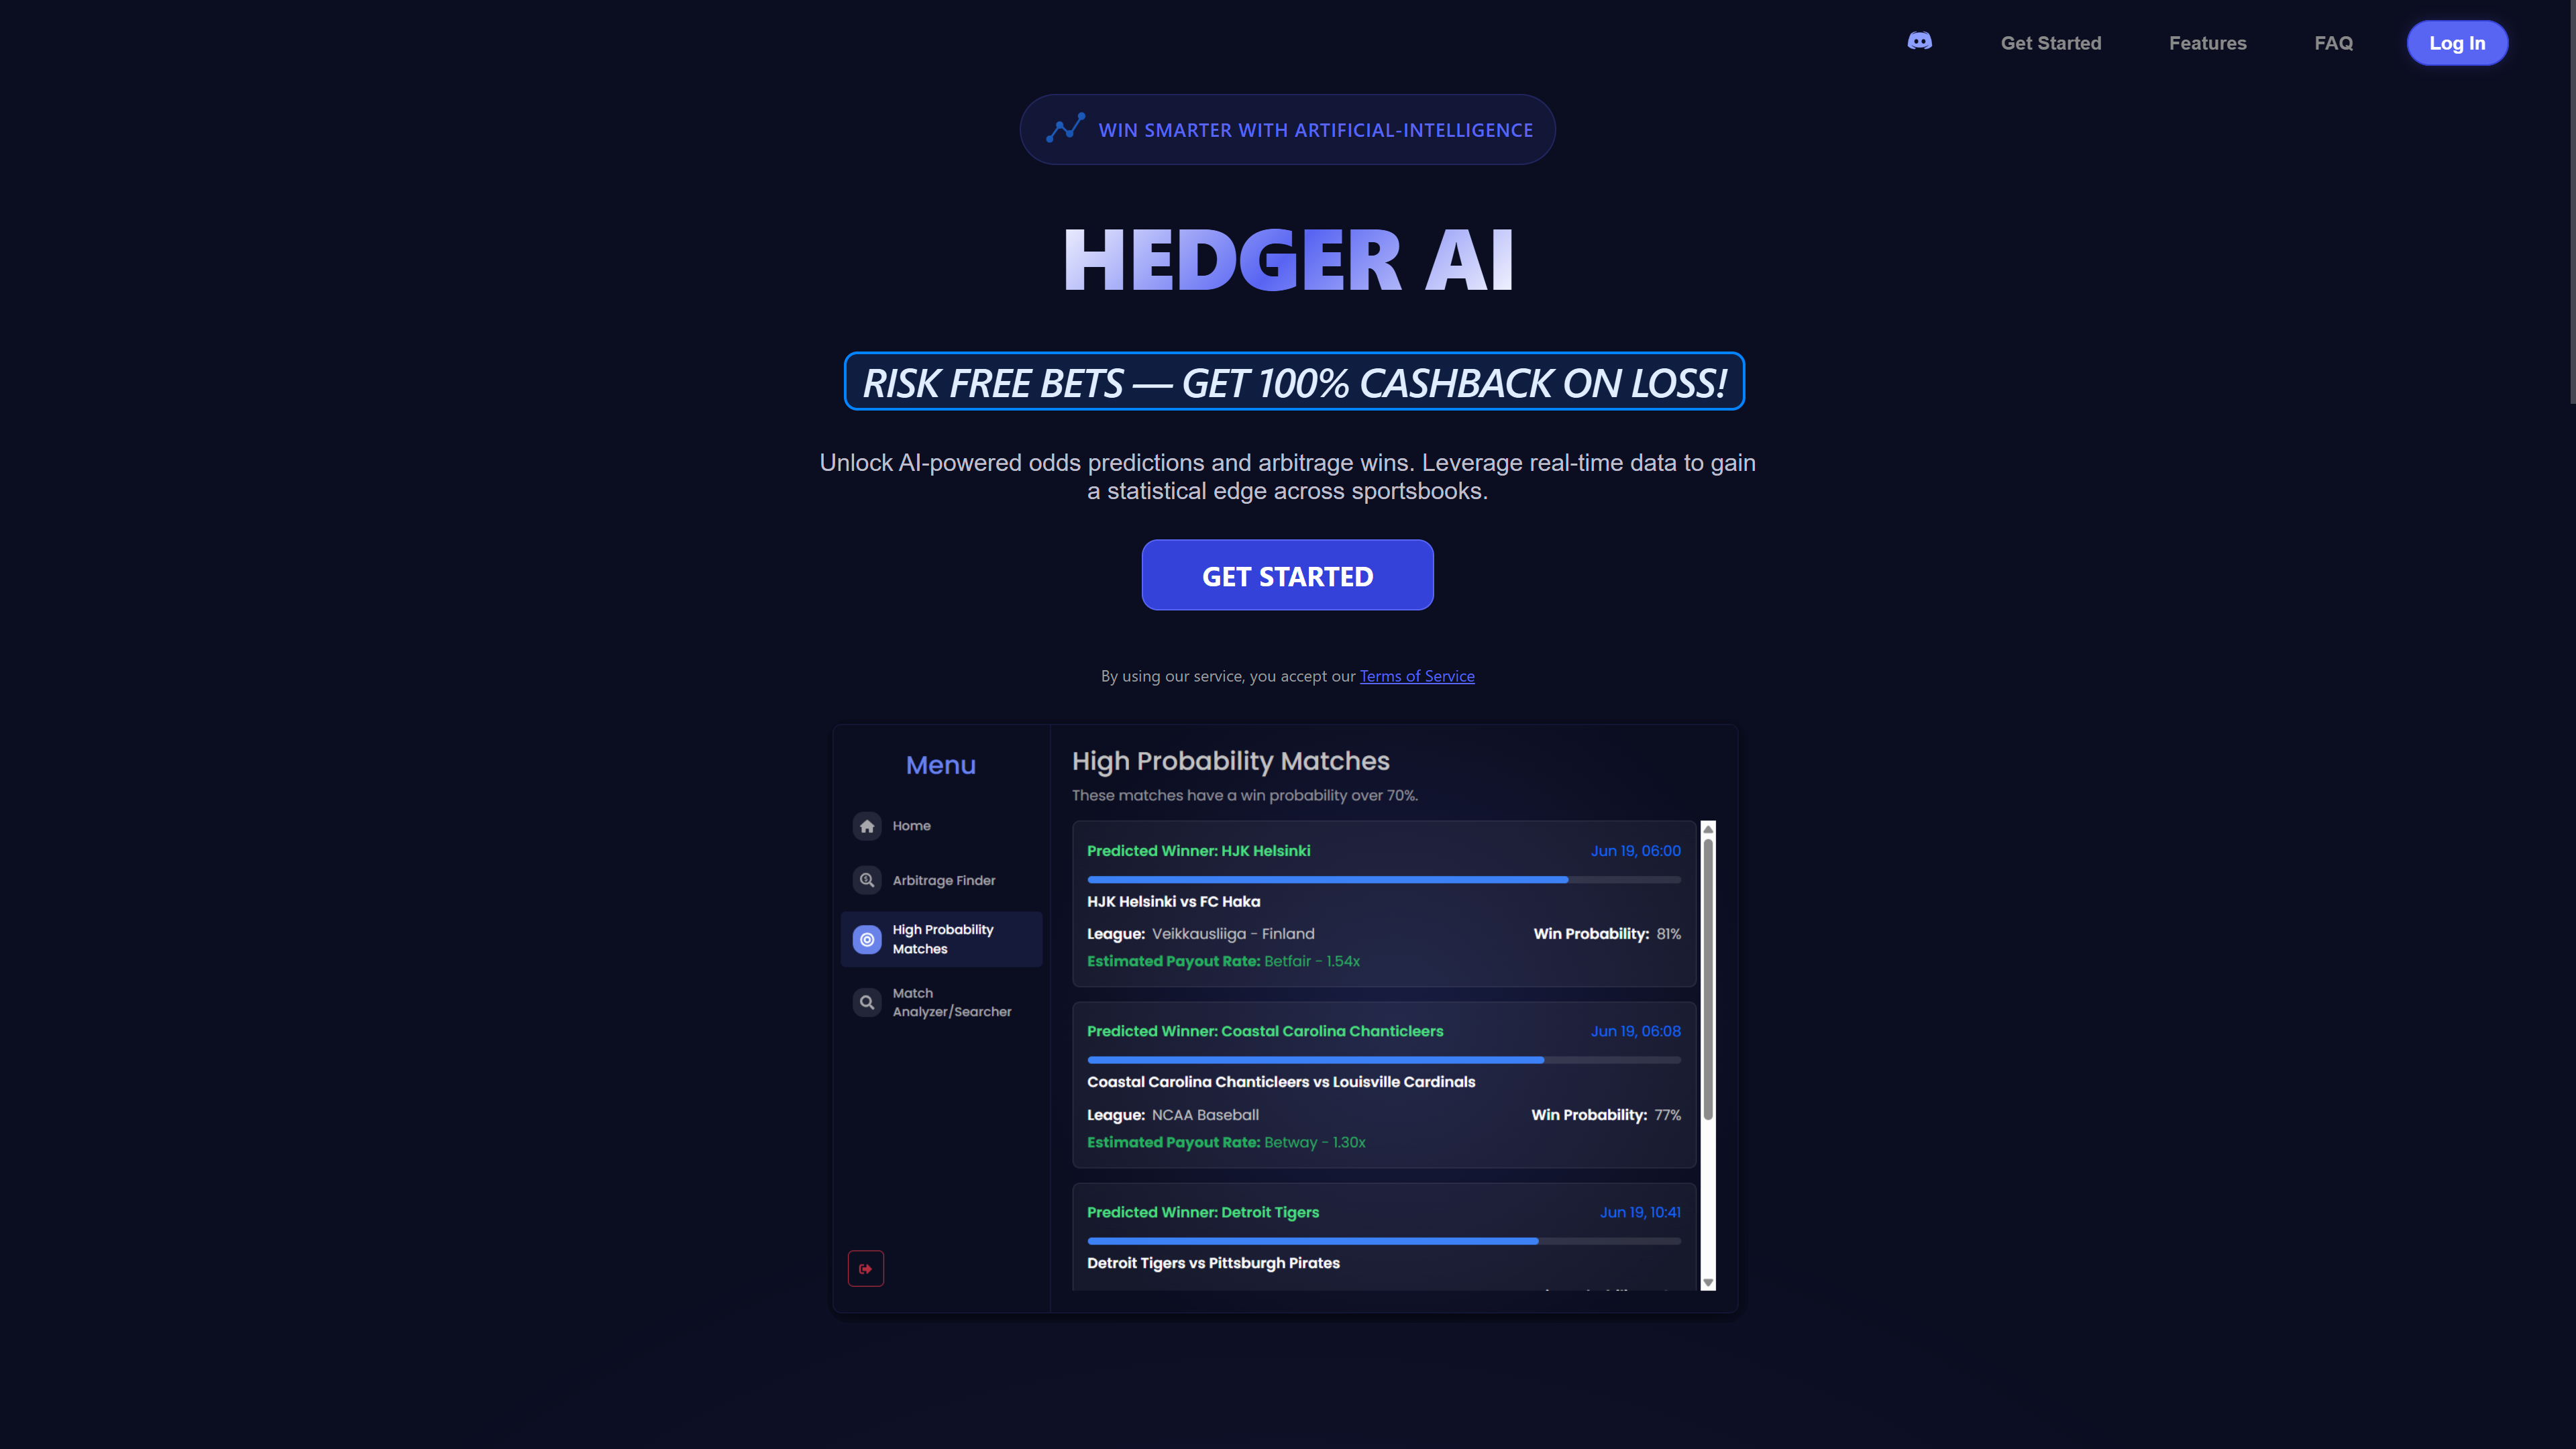 Get Started
Features
FAQ
Log In
WIN SMARTER WITH ARTIFICIAL-INTELLIGENCE
HEDGER AI
RISK FREE BETS — GET 100% CASHBACK ON LOSS!
Unlock AI-powered odds predictions and arbitrage wins. Leverage real-time data to gain
a statistical edge across sportsbooks.
GET STARTED
By using our service, you accept our Terms of Service
Menu
Home
Arbitrage Finder
High Probability
Matches
Match
Analyzer/Searcher
High Probability Matches
These matches have a win probability over 70%.
Predicted Winner: HJK Helsinki
Jun 19, 06:00
HJK Helsinki vs FC Haka
League: Veikkausliiga - Finland
Win Probability: 81%
Estimated Payout Rate: Betfair - 1.54x
Predicted Winner: Coastal Carolina Chanticleers
Jun 19, 06:08
Coastal Carolina Chanticleers vs Louisville Cardinals
League: NCAA Baseball
Win Probability: 77%
Estimated Payout Rate: Betway - 1.30x
Predicted Winner: Detroit Tigers
Jun 19, 10:41
Detroit Tigers vs Pittsburgh Pirates